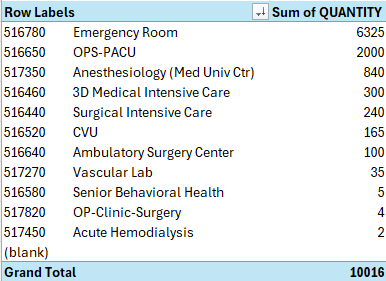 Row Labels Sum of QUANTITY
516780 Emergency Room 6325
516650 OPS-PACU 2000
517350 Anesthesiology (Med Univ Ctr) 840
516460 3D Medical Intensive Care 300
516440 Surgical Intensive Care 240
516520 CVU 165
516640 Ambulatory Surgery Center 100
517270 Vascular Lab 35
516580 Senior Behavioral Health 5
517820 OP-Clinic-Surgery 4
517450 Acute Hemodialysis 2
(blank)
Grand Total 10016